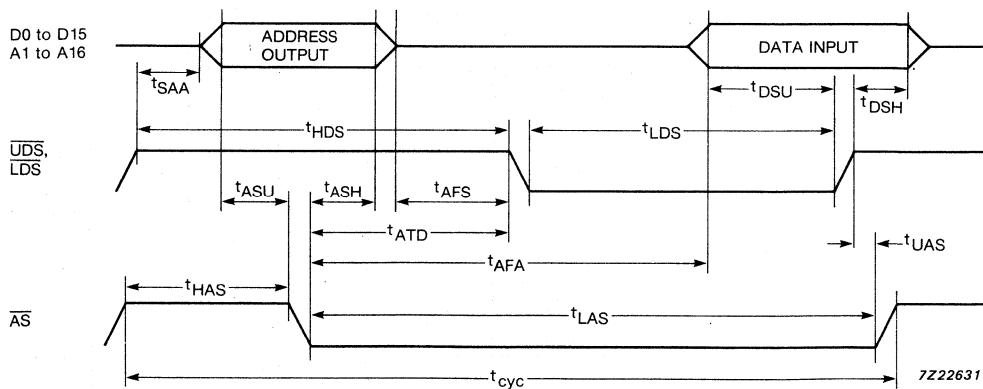 D0 to D15
A1 to A16
ADDRESS
OUTPUT
DATA INPUT
tSAA
tDSU
tDSH
tHDS
tLDS
UDS,
LDS
tASU
tASH
tAFS
tATD
tUAS
tAFA
tHAS
tLAS
AS
tcyc
7Z22631